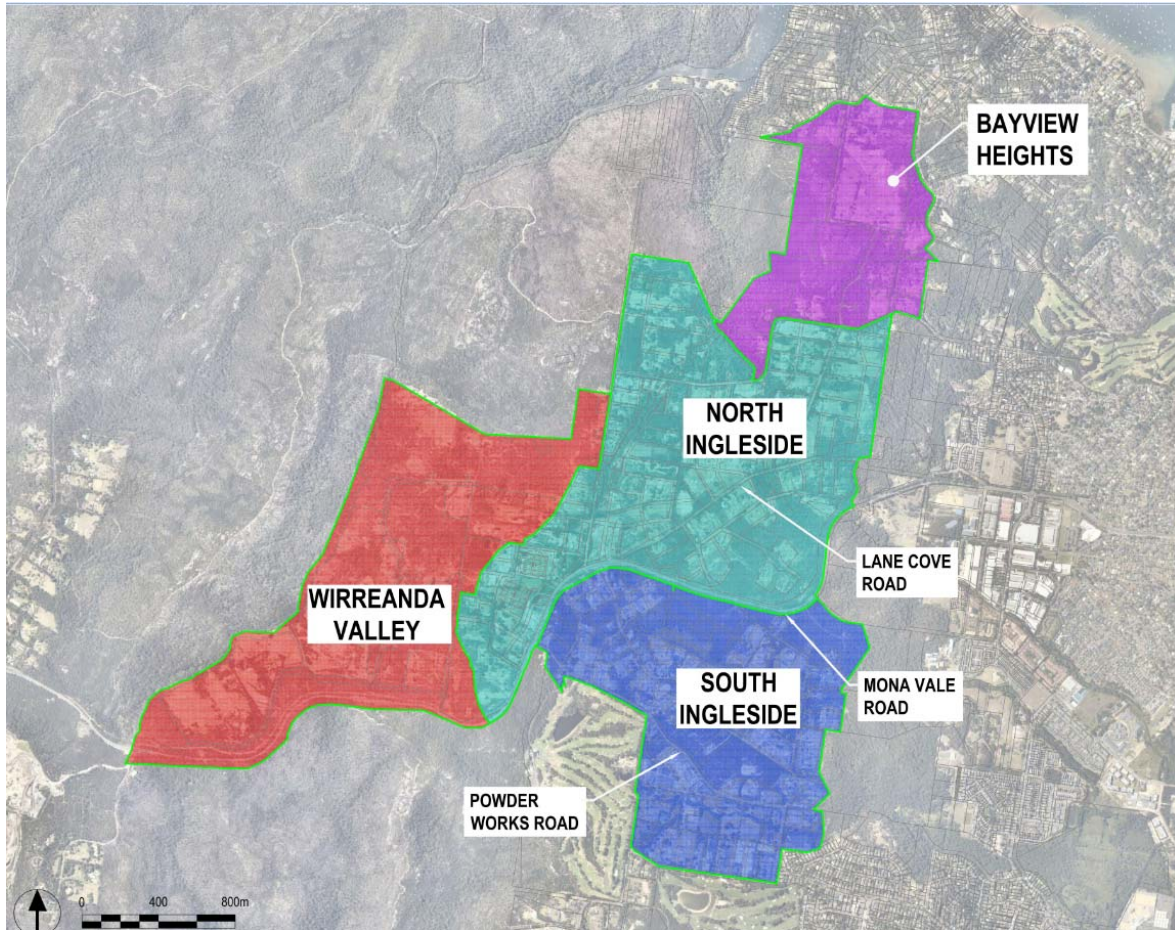 BAYVIEW
HEIGHTS
NORTH
INGLESIDE
LANE COVE
ROAD
WIRREANDA
VALLEY
SOUTH
INGLESIDE
MONA VALE
ROAD
POWDER
WORKS ROAD
0 400 800m